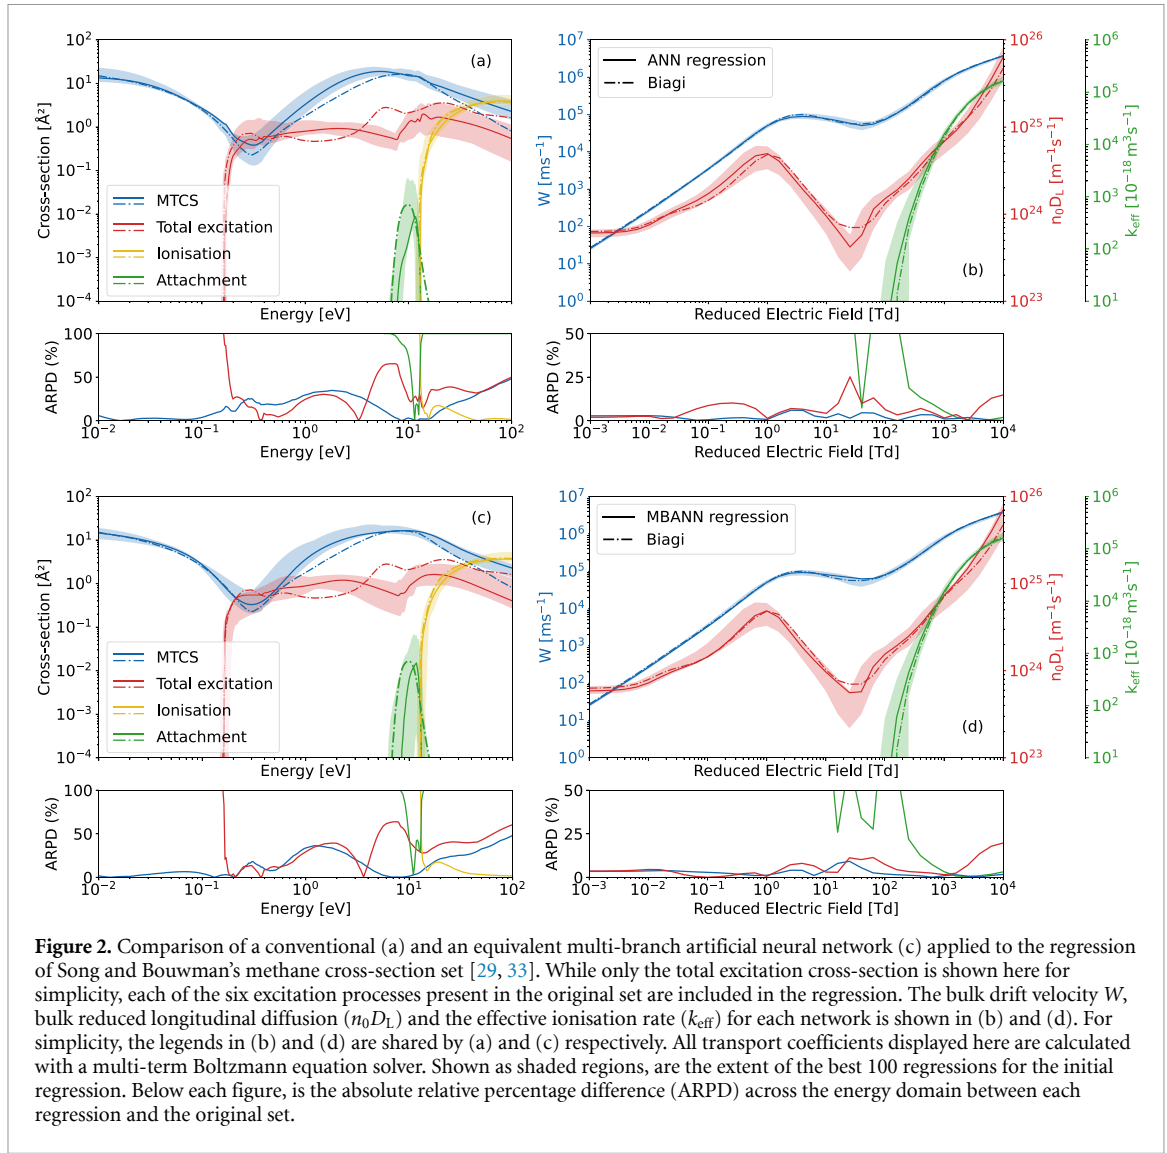 10²
10¹
10⁰
10⁻¹
10⁻²
10⁻³
10⁻⁴
Cross-section [Å²]
(a)
MTCS
Total excitation
Ionisation
Attachment
Energy [eV]
100
50
0
ARPD (%)
10⁻² 10⁻¹ 10⁰ 10¹ 10²
Energy [eV]
10⁷
10⁶
10⁵
10⁴
10³
10²
10¹
10⁰
W [ms⁻¹]
ANN regression
Biagi
(b)
10²⁶
10²⁵
10²⁴
10²³
n₀D_L [m⁻¹s⁻¹]
10⁶
10⁵
10⁴
10³
10²
10¹
k_eff [10⁻¹⁸m³s⁻¹]
Reduced Electric Field [Td]
50
25
0
ARPD (%)
10⁻³ 10⁻² 10⁻¹ 10⁰ 10¹ 10² 10³ 10⁴
Reduced Electric Field [Td]
10²
10¹
10⁰
10⁻¹
10⁻²
10⁻³
10⁻⁴
Cross-section [Å²]
(c)
MTCS
Total excitation
Ionisation
Attachment
Energy [eV]
100
50
0
ARPD (%)
10⁻² 10⁻¹ 10⁰ 10¹ 10²
Energy [eV]
10⁷
10⁶
10⁵
10⁴
10³
10²
10¹
10⁰
W [ms⁻¹]
MBANN regression
Biagi
(d)
10²⁶
10²⁵
10²⁴
10²³
n₀D_L [m⁻¹s⁻¹]
10⁶
10⁵
10⁴
10³
10²
10¹
k_eff [10⁻¹⁸m³s⁻¹]
Reduced Electric Field [Td]
50
25
0
ARPD (%)
10⁻³ 10⁻² 10⁻¹ 10⁰ 10¹ 10² 10³ 10⁴
Reduced Electric Field [Td]
Figure 2. Comparison of a conventional (a) and an equivalent multi-branch artificial neural network (c) applied to the regression
of Song and Bouwman's methane cross-section set [29, 33]. While only the total excitation cross-section is shown here for
simplicity, each of the six excitation processes present in the original set are included in the regression. The bulk drift velocity W,
bulk reduced longitudinal diffusion (n₀D_L) and the effective ionisation rate (k_eff) for each network is shown in (b) and (d). For
simplicity, the legends in (b) and (d) are shared by (a) and (c) respectively. All transport coefficients displayed here are calculated
with a multi-term Boltzmann equation solver. Shown as shaded regions, are the extent of the best 100 regressions for the initial
regression. Below each figure, is the absolute relative percentage difference (ARPD) across the energy domain between each
regression and the original set.